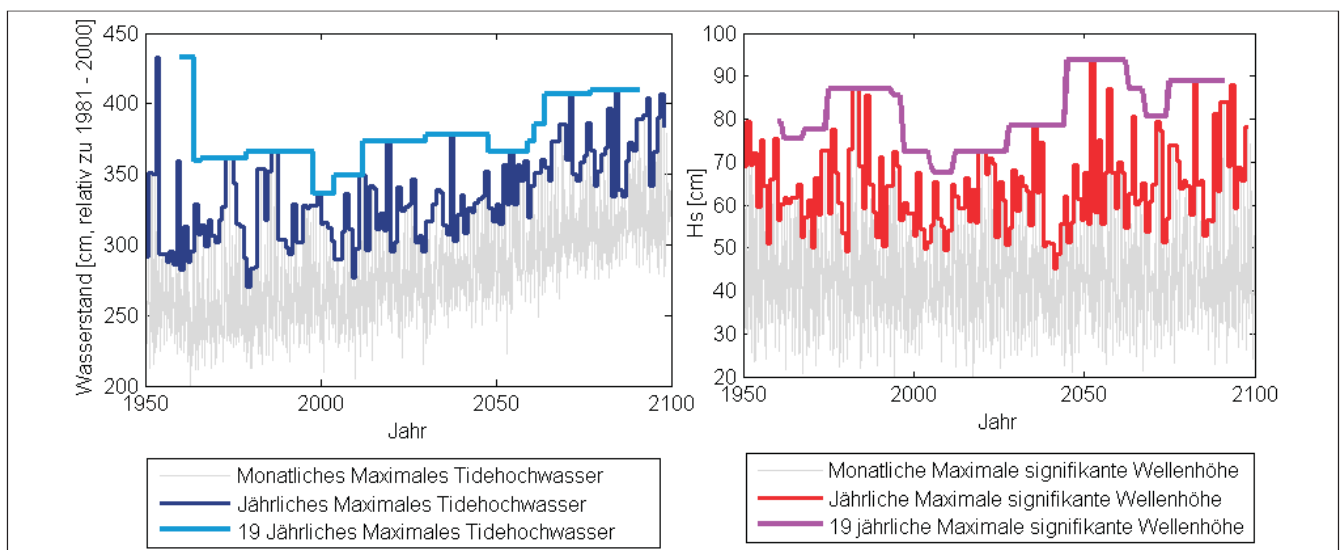 Wasserstand [cm, relativ zu 1981 - 2000]
450
400
350
300
250
200
1950
2000
2050
2100
Jahr
Monatliches Maximales Tidehochwasser
Jährliches Maximales Tidehochwasser
19 Jährliches Maximales Tidehochwasser
Hs [cm]
100
90
80
70
60
50
40
30
20
1950
2000
2050
2100
Jahr
Monatliche Maximale signifikante Wellenhöhe
Jährliche Maximale signifikante Wellenhöhe
19 jährliche Maximale signifikante Wellenhöhe